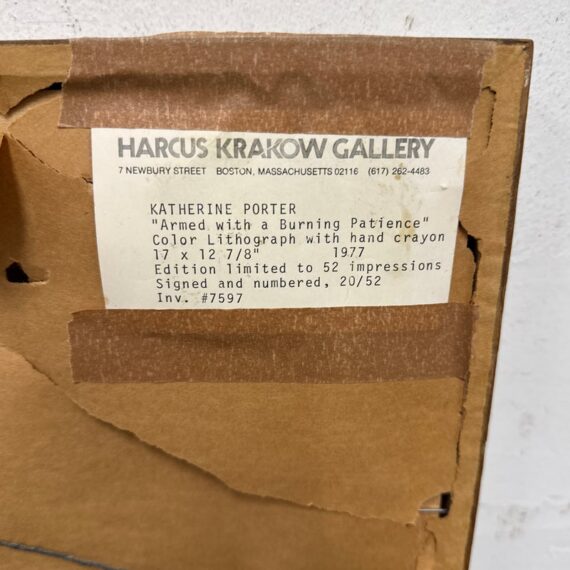 HARCUS KRAKOW GALLERY
7 NEWBURY STREET BOSTON, MASSACHUSETTS 02116 (617) 262-4483
KATHERINE PORTER
"Armed with a Burning Patience"
Color Lithograph with hand crayon
17 x 12 7/8" 1977
Edition limited to 52 impressions
Signed and numbered, 20/52
Inv. #7597